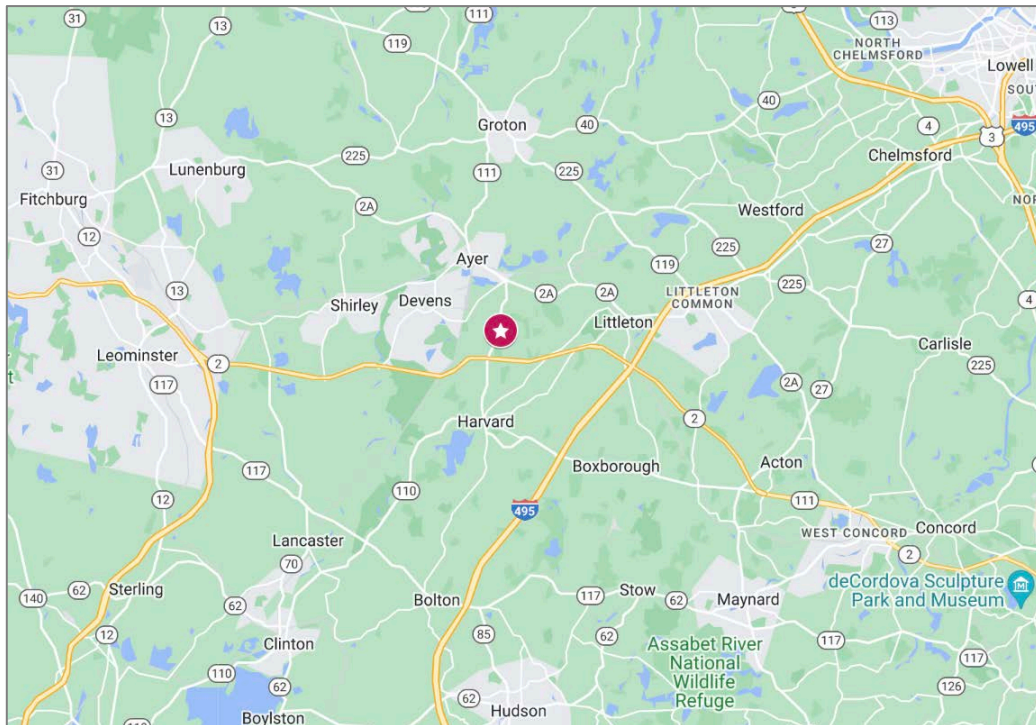 31
13
111
113
119
NORTH
CHELMSFORD
Lowell
SOU
13
40
Groton
40
4
3
495
31
Lunenburg
225
111
225
Chelmsford
Fitchburg
2A
Westford
NOR
12
225
27
Ayer
119
13
2A
2A
LITTLETON
COMMON
225
4
Shirley
Devens
Littleton
Leominster
2
Carlisle
117
2A
27
225
t
Harvard
2
117
Boxborough
Acton
12
110
495
111
Concord
Lancaster
WEST CONCORD
2
70
Sterling
62
117
Stow
deCordova Sculpture
Park and Museum
140
62
Bolton
62
Maynard
12
85
62
117
Clinton
Assabet River
National
Wildlife
Refuge
117
110
62
126
62
Boylston
Hudson